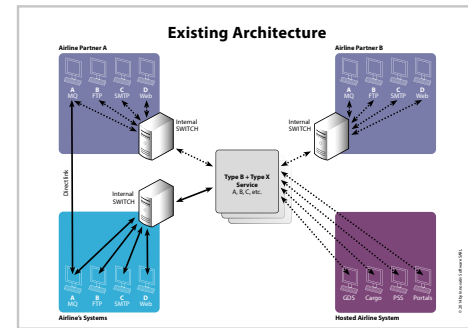 Existing Architecture
Airline Partner A
Airline Partner B
A B C D
MQ FTP SMTP Web
A B C D
MQ FTP SMTP Web
Internal
SWITCH
Internal
SWITCH
Directlink
Internal
SWITCH
Type B + Type X
Service
A, B, C, etc.
A B C D
MQ FTP SMTP Web
GDS Cargo PSS Portals
Airline's Systems
Hosted Airline System